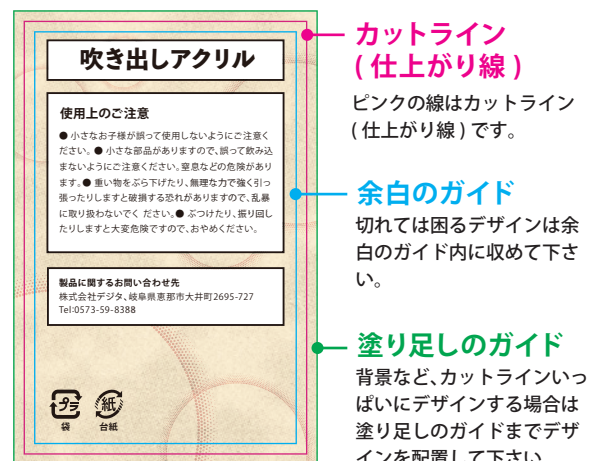 吹き出しアクリル
使用上のご注意
● 小さなお子様が誤って使用しないようにご注意く
ださい。● 小さな部品がありますので、誤って飲み込
まないようにご注意ください。窒息などの危険があり
ます。● 重い物をぶら下げたり、無理な力で強く引っ
張ったりしますと破損する恐れがありますので、乱暴
に取り扱わないでく ださい。● ぶつけたり、振り回し
たりしますと大変危険ですので、おやめください。
製品に関するお問い合わせ先
株式会社デジタ、岐阜県恵那市大井町2695-727
Tel:0573-59-8388
プラ
袋
紙
台紙
カットライン
( 仕上がり線 )
ピンクの線はカットライン
( 仕上がり線 ) です。
余白のガイド
切れては困るデザインは余
白のガイド内に収めて下さ
い。
塗り足しのガイド
背景など、カットラインいっ
ぱいにデザインする場合は
塗り足しのガイドまでデザ
インを配置して下さい。